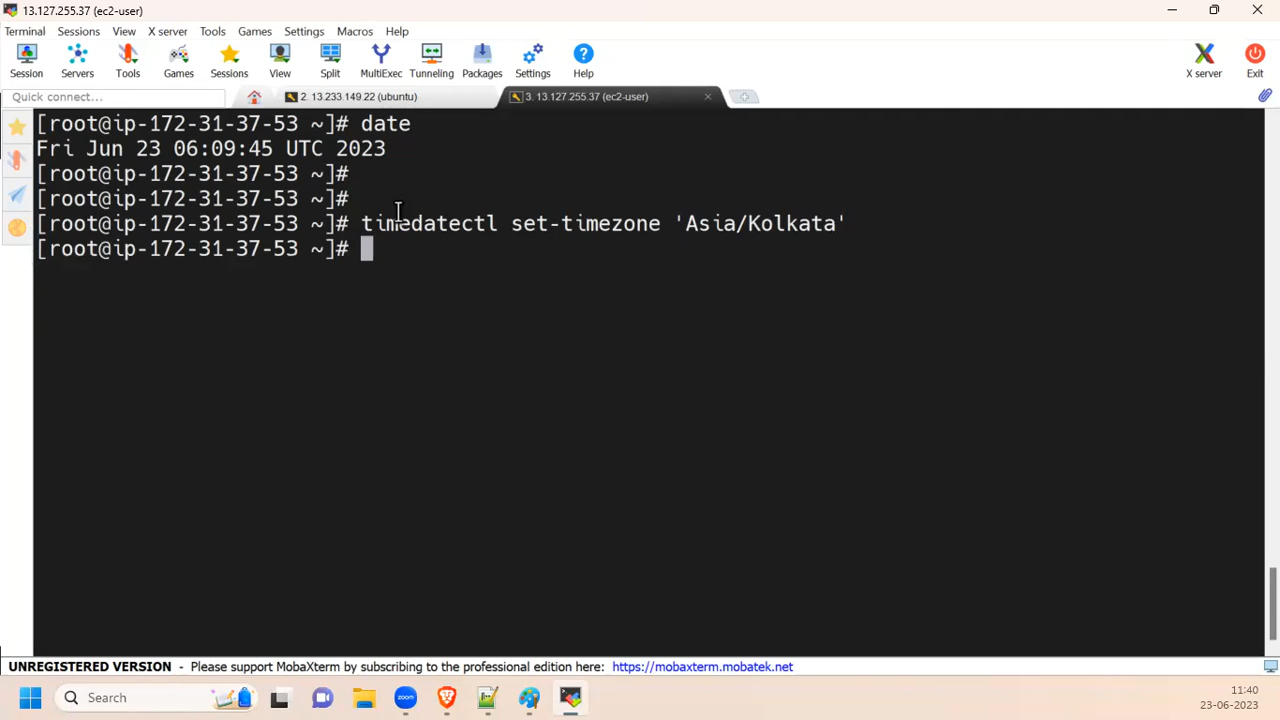 13.127.255.37 (ec2-user)
Terminal Sessions View X server Tools Games Settings Macros Help
Session Servers Tools Games Sessions View Split MultiExec Tunneling Packages Settings Help X server Exit
Quick connect... 2. 13.233.149.22 (ubuntu) 3. 13.127.255.37 (ec2-user)
[root@ip-172-31-37-53 ~]# date
Fri Jun 23 06:09:45 UTC 2023
[root@ip-172-31-37-53 ~]#
[root@ip-172-31-37-53 ~]#
[root@ip-172-31-37-53 ~]# timedatectl set-timezone 'Asia/Kolkata'
[root@ip-172-31-37-53 ~]#
UNREGISTERED VERSION - Please support MobaXterm by subscribing to the professional edition here: https://mobaxterm.mobatek.net
Search
zoom
11:40
23-06-2023